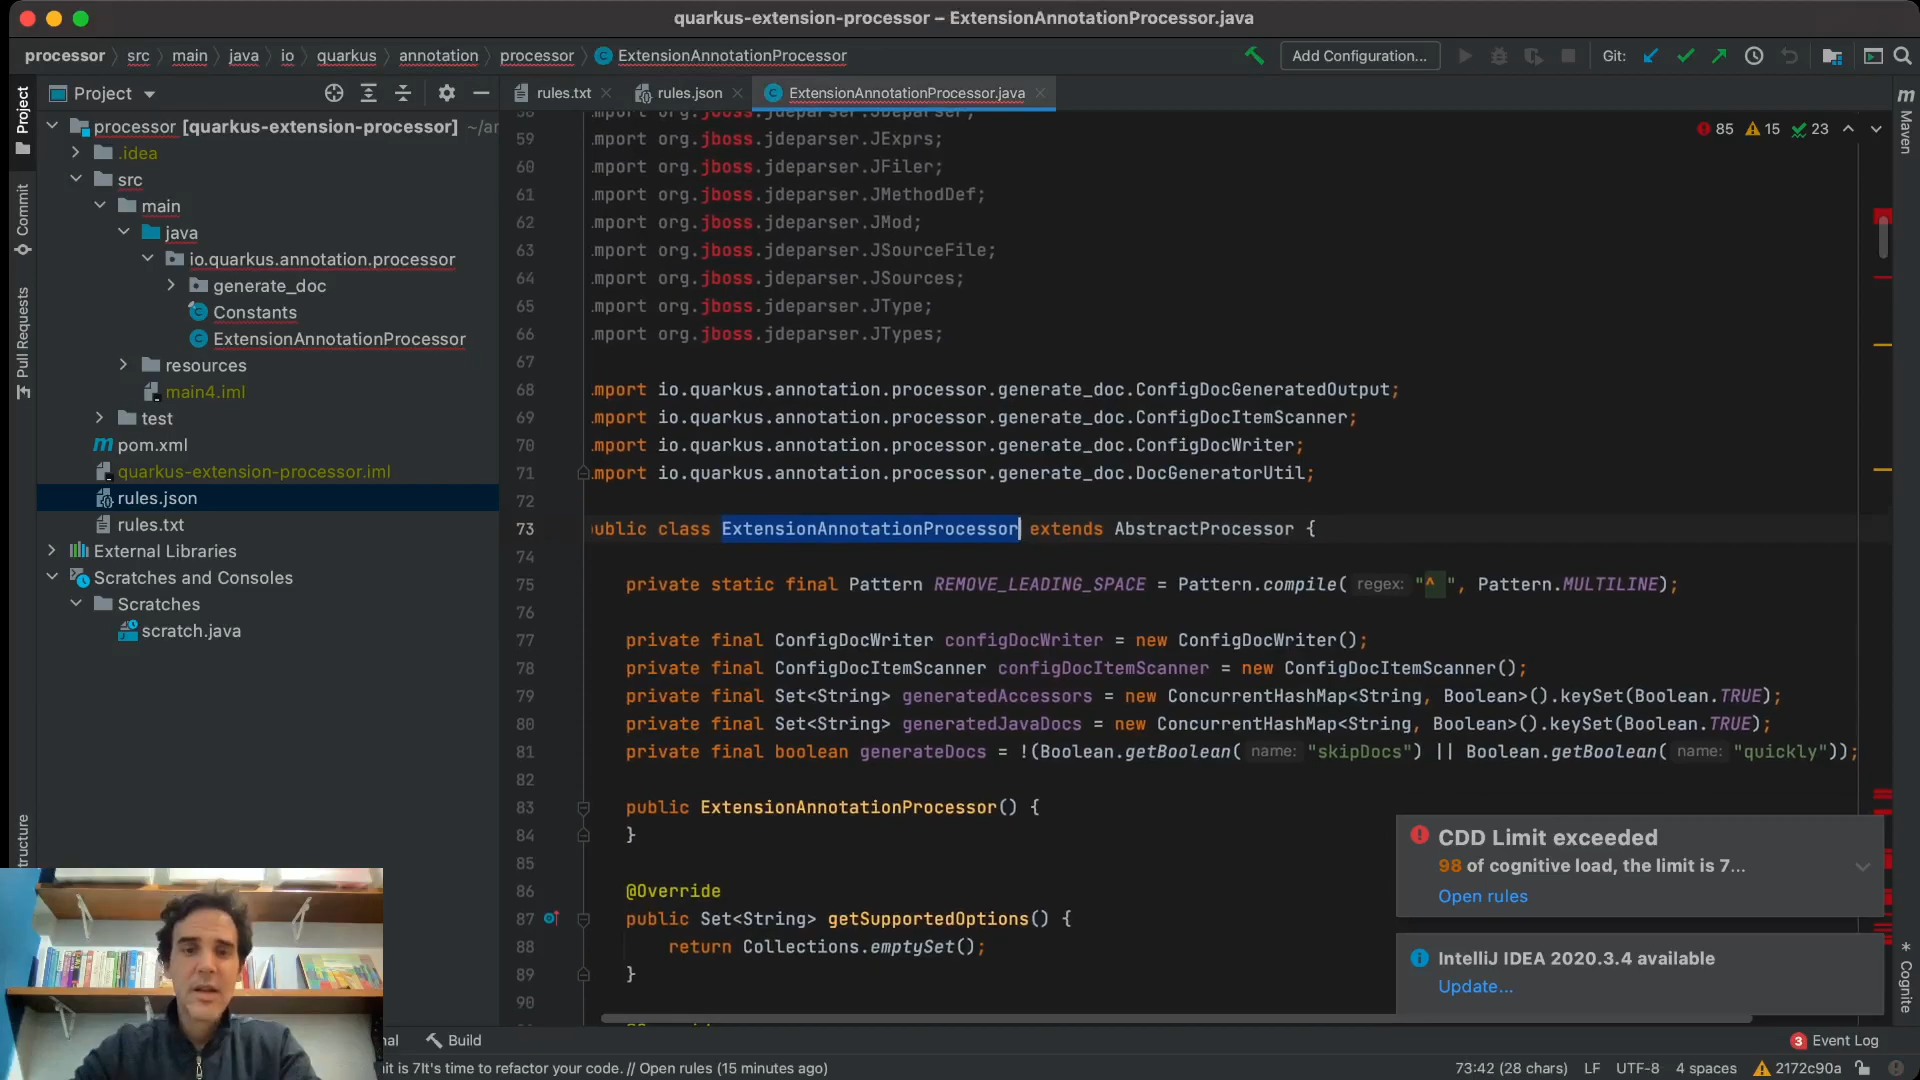 quarkus-extension-processor – ExtensionAnnotationProcessor.java
processor src main java io quarkus annotation processor ExtensionAnnotationProcessor
Add Configuration...
Git:
Project
rules.txt
rules.json
ExtensionAnnotationProcessor.java
Project
Commit
Pull Requests
tructure
Maven
Cognite
processor [quarkus-extension-processor] ~/ar
.idea
src
main
java
io.quarkus.annotation.processor
generate_doc
Constants
ExtensionAnnotationProcessor
resources
main4.iml
test
pom.xml
quarkus-extension-processor.iml
rules.json
rules.txt
External Libraries
Scratches and Consoles
Scratches
scratch.java
85 15 23
59 mport org.jboss.jdeparser.JExprs;
60 mport org.jboss.jdeparser.JFiler;
61 mport org.jboss.jdeparser.JMethodDef;
62 mport org.jboss.jdeparser.JMod;
63 mport org.jboss.jdeparser.JSourceFile;
64 mport org.jboss.jdeparser.JSources;
65 mport org.jboss.jdeparser.JType;
66 mport org.jboss.jdeparser.JTypes;
67
68 mport io.quarkus.annotation.processor.generate_doc.ConfigDocGeneratedOutput;
69 mport io.quarkus.annotation.processor.generate_doc.ConfigDocItemScanner;
70 mport io.quarkus.annotation.processor.generate_doc.ConfigDocWriter;
71 mport io.quarkus.annotation.processor.generate_doc.DocGeneratorUtil;
72
73 ublic class ExtensionAnnotationProcessor extends AbstractProcessor {
74
75 private static final Pattern REMOVE_LEADING_SPACE = Pattern.compile( regex: "^ ", Pattern.MULTILINE);
76
77 private final ConfigDocWriter configDocWriter = new ConfigDocWriter();
78 private final ConfigDocItemScanner configDocItemScanner = new ConfigDocItemScanner();
79 private final Set<String> generatedAccessors = new ConcurrentHashMap<String, Boolean>().keySet(Boolean.TRUE);
80 private final Set<String> generatedJavaDocs = new ConcurrentHashMap<String, Boolean>().keySet(Boolean.TRUE);
81 private final boolean generateDocs = !(Boolean.getBoolean( name: "skipDocs") || Boolean.getBoolean( name: "quickly"));
82
83 public ExtensionAnnotationProcessor() {
84 }
85
86 @Override
87 public Set<String> getSupportedOptions() {
88 return Collections.emptySet();
89 }
90
CDD Limit exceeded
98 of cognitive load, the limit is 7...
Open rules
IntelliJ IDEA 2020.3.4 available
Update...
nal Build
3 Event Log
it is 7It's time to refactor your code. // Open rules (15 minutes ago)
73:42 (28 chars) LF UTF-8 4 spaces 2172c90a